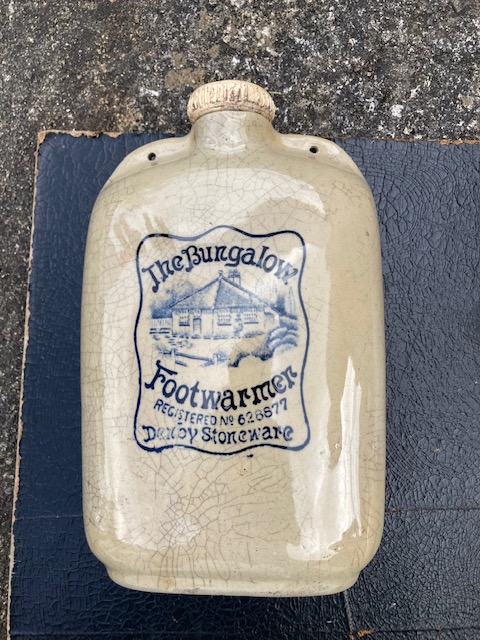 The Bungalow
Footwarmer
REGISTERED No 626877
Denby Stoneware